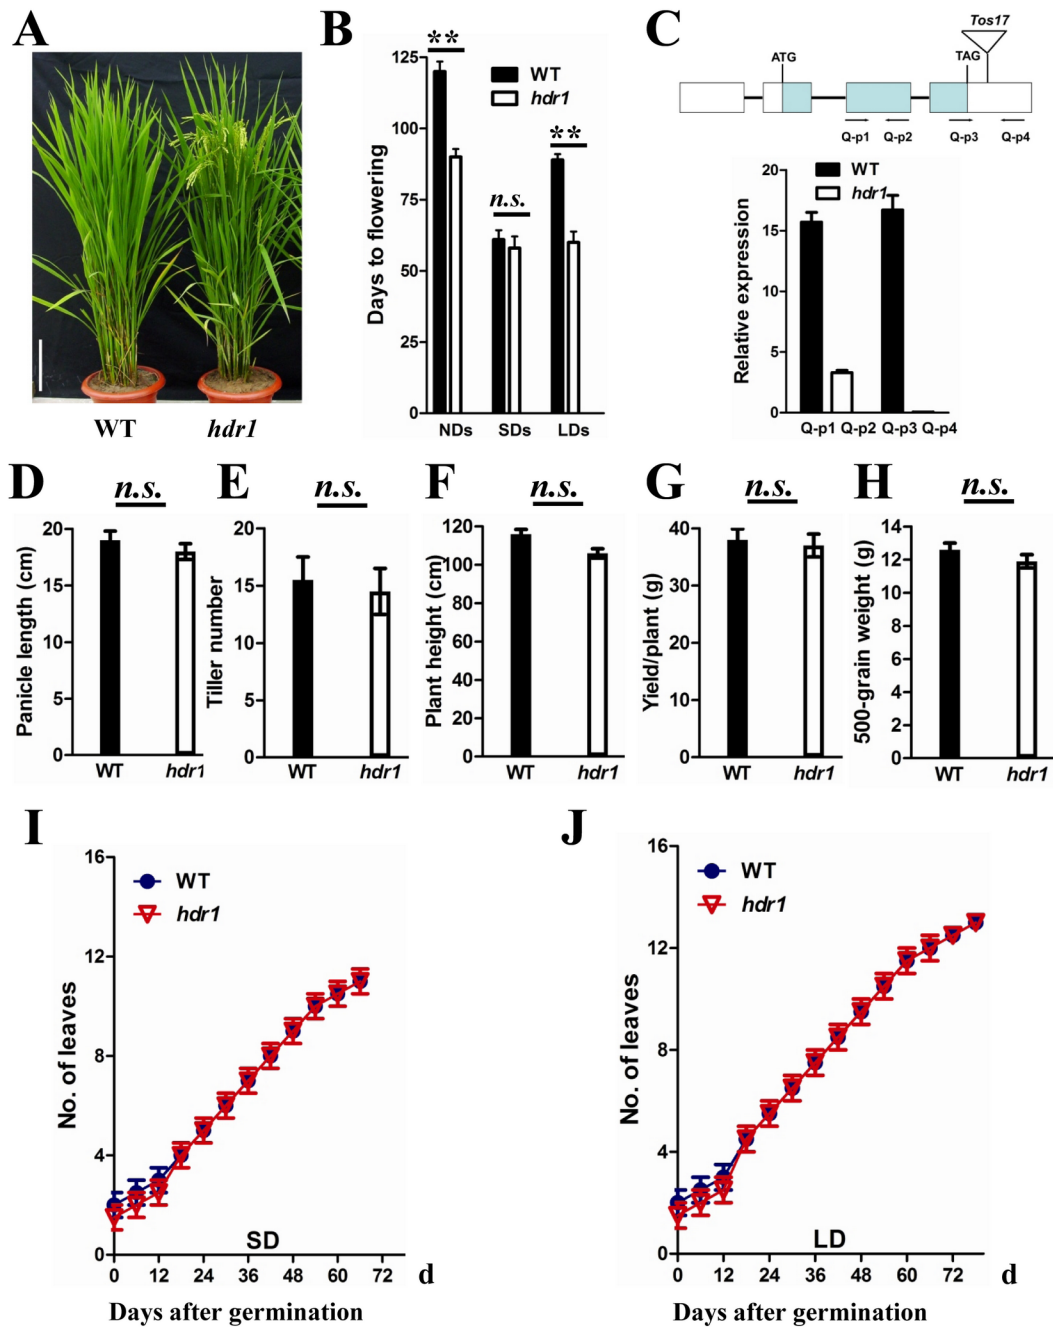 A
WT
hdr1
B
**
WT
hdr1
**
n.s.
Days to flowering
125
100
75
50
25
0
NDs
SDs
LDs
C
Tos17
ATG
TAG
Q-p1
Q-p2
Q-p3
Q-p4
WT
hdr1
Relative expression
20
15
10
5
0
Q-p1 Q-p2 Q-p3 Q-p4
D
n.s.
Panicle length (cm)
20
15
10
5
0
WT
hdr1
E
n.s.
Tiller number
20
15
10
5
0
WT
hdr1
F
n.s.
Plant height (cm)
120
100
80
60
40
20
0
WT
hdr1
G
n.s.
Yield/plant (g)
40
30
20
10
0
WT
hdr1
H
n.s.
500-grain weight (g)
14
12
10
8
6
4
2
0
WT
hdr1
I
WT
hdr1
No. of leaves
16
12
8
4
0
SD
0 12 24 36 48 60 72 d
Days after germination
J
WT
hdr1
No. of leaves
16
12
8
4
0
LD
0 12 24 36 48 60 72 d
Days after germination